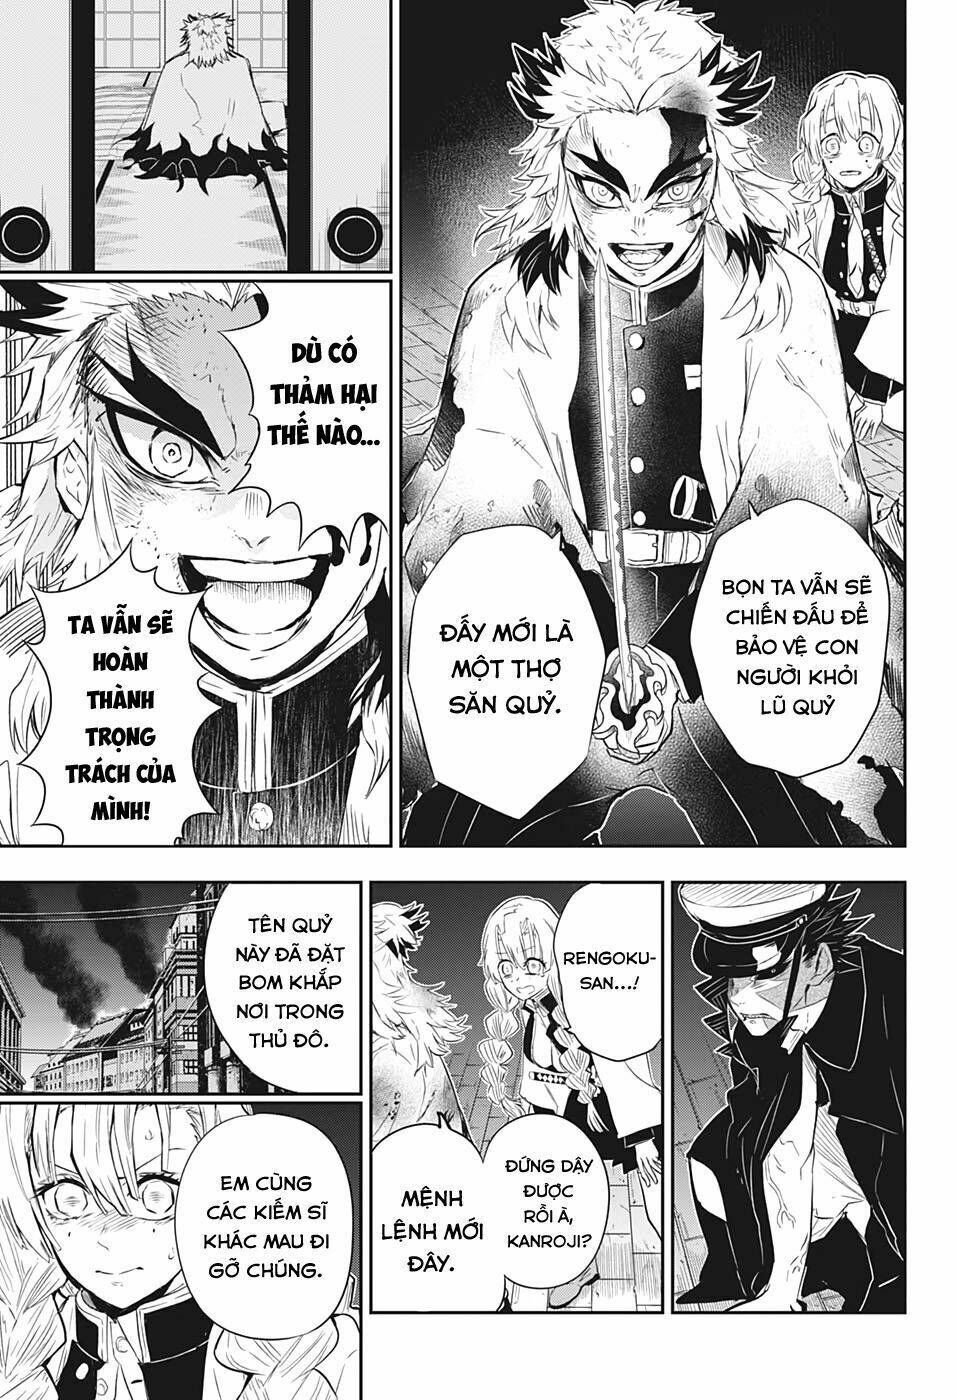 BỌN TA VẪN SẼ
CHIẾN ĐẤU ĐỂ
BẢO VỆ CON
NGƯỜI KHỎI
LŨ QUỶ
ĐẤY MỚI LÀ
MỘT THỢ
SĂN QUỶ.
DÙ CÓ
THẢM HẠI
THẾ NÀO...
TA VẪN SẼ
HOÀN
THÀNH
TRỌNG
TRÁCH CỦA
MÌNH!
RENGOKU-
SAN...!
ĐỨNG DẬY
ĐƯỢC
RỒI À,
KANROJI?
MỆNH
LỆNH MỚI
ĐÂY.
TÊN QUỶ
NÀY ĐÃ ĐẶT
BOM KHẮP
NƠI TRONG
THỦ ĐÔ.
EM CÙNG
CÁC KIẾM SĨ
KHÁC MAU ĐI
GỠ CHÚNG.